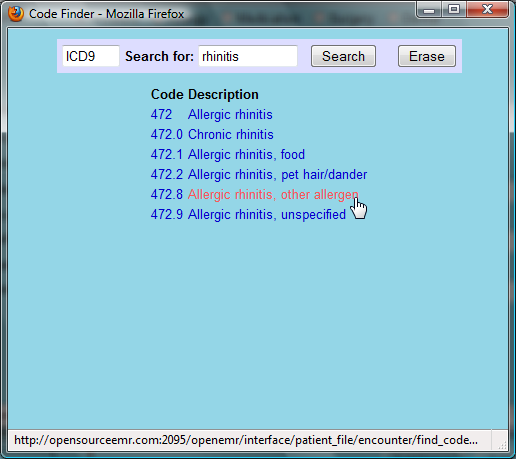 Code Finder - Mozilla Firefox
ICD9 Search for: rhinitis Search Erase
Code Description
472 Allergic rhinitis
472.0 Chronic rhinitis
472.1 Allergic rhinitis, food
472.2 Allergic rhinitis, pet hair/dander
472.8 Allergic rhinitis, other allergen
472.9 Allergic rhinitis, unspecified
http://opensourceemr.com:2095/openemr/interface/patient_file/encounter/find_code...